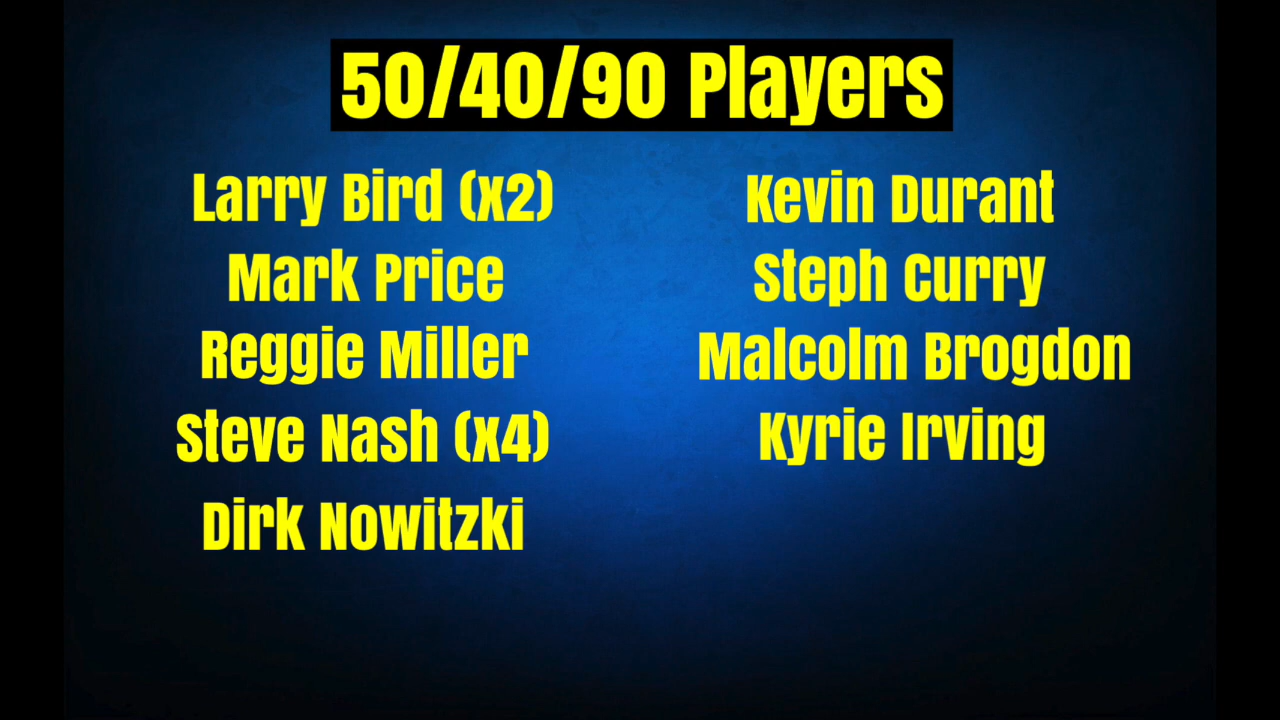 50/40/90 Players
Larry Bird (x2)
Mark Price
Reggie Miller
Steve Nash (x4)
Dirk Nowitzki
Kevin Durant
Steph Curry
Malcolm Brogdon
Kyrie Irving